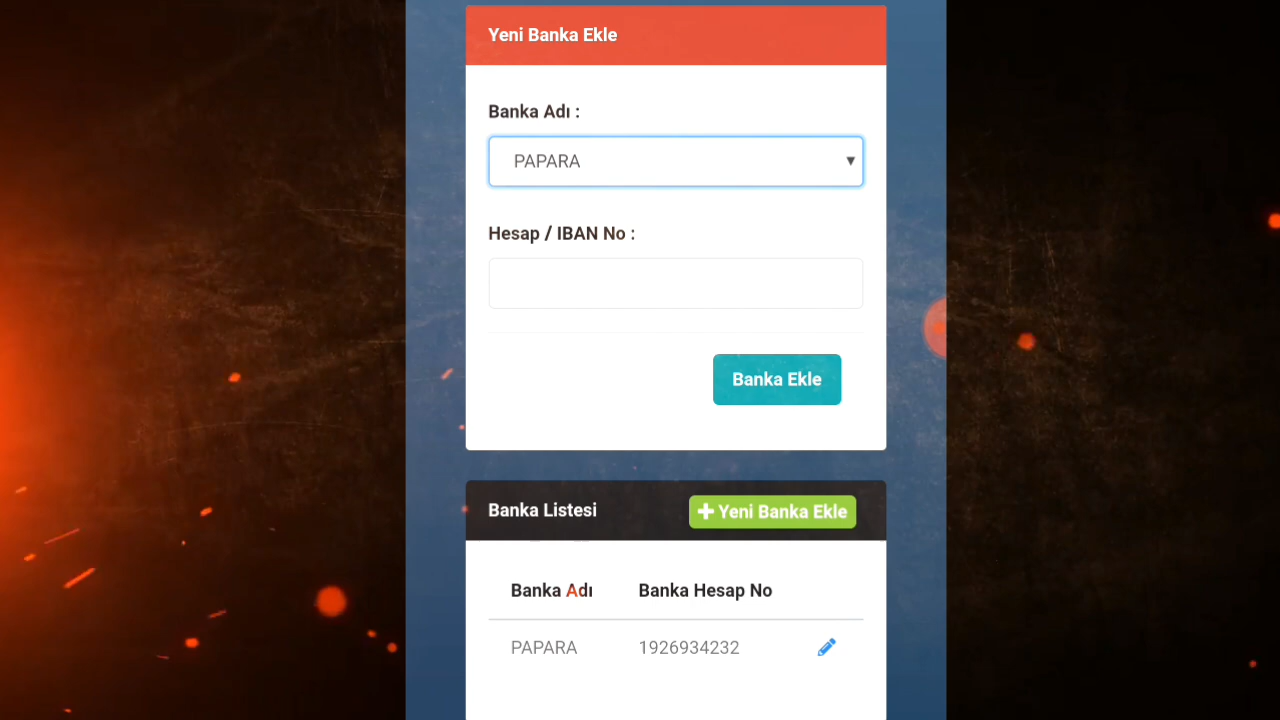 Yeni Banka Ekle
Banka Adı :
PAPARA
Hesap / IBAN No :
Banka Ekle
Banka Listesi
Yeni Banka Ekle
Banka Adı Banka Hesap No
PAPARA 1926934232